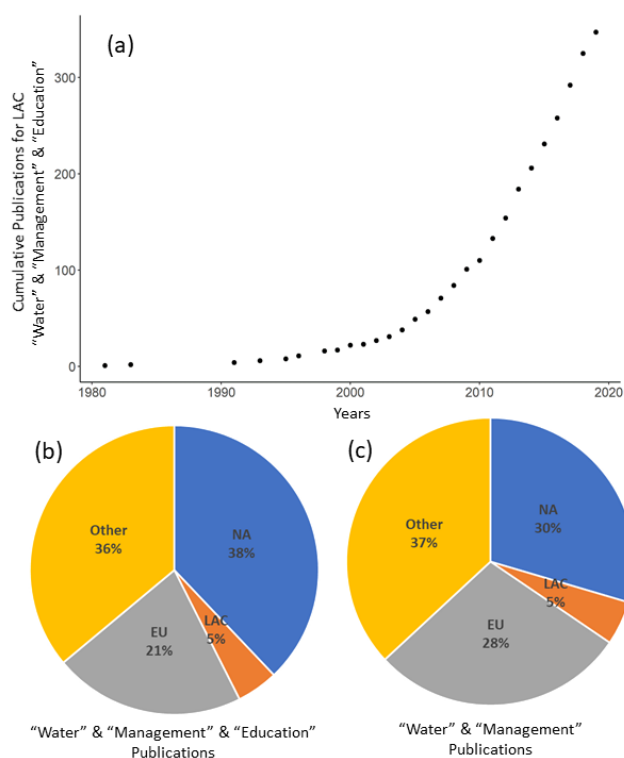 (a)
Cumulative Publications for LAC
"Water" & "Management" & "Education"
300
200
100
0
1980
1990
2000
2010
2020
Years
(b)
Other
36%
NA
38%
LAC
5%
EU
21%
"Water" & "Management" & "Education"
Publications
(c)
Other
37%
NA
30%
LAC
5%
EU
28%
"Water" & "Management"
Publications